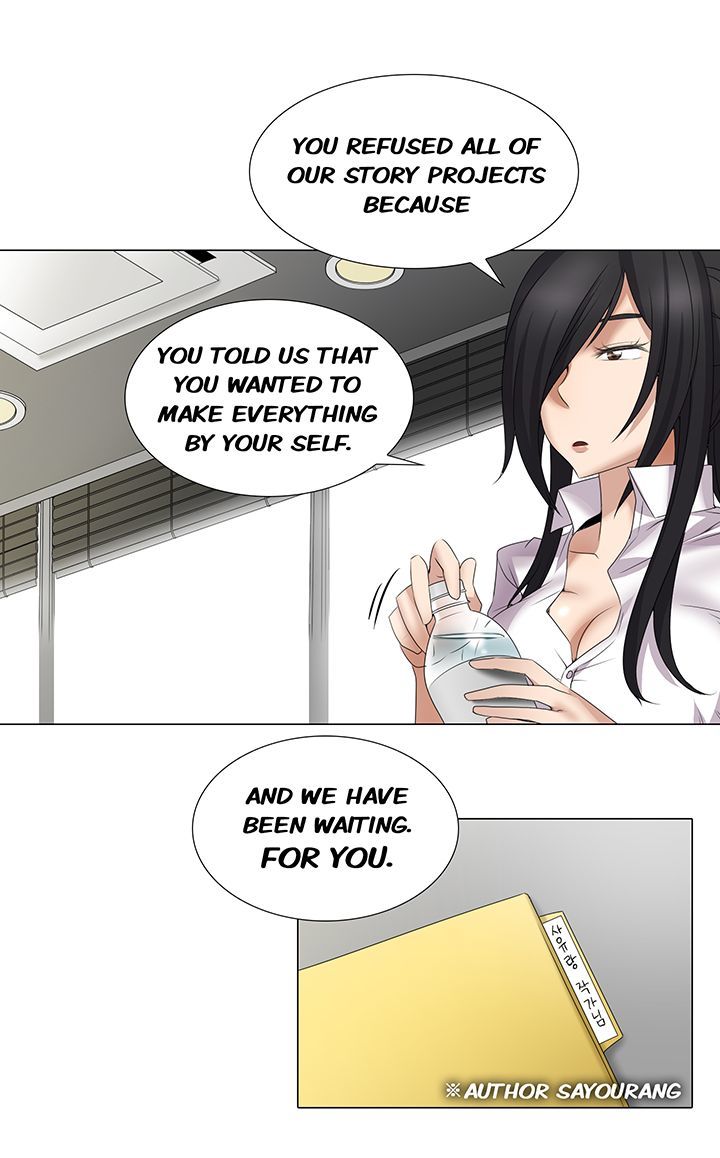 YOU REFUSED ALL OF
OUR STORY PROJECTS
BECAUSE
YOU TOLD US THAT
YOU WANTED TO
MAKE EVERYTHING
BY YOUR SELF.
AND WE HAVE
BEEN WAITING.
FOR YOU.
사유랑 작가님
※AUTHOR SAYOURANG